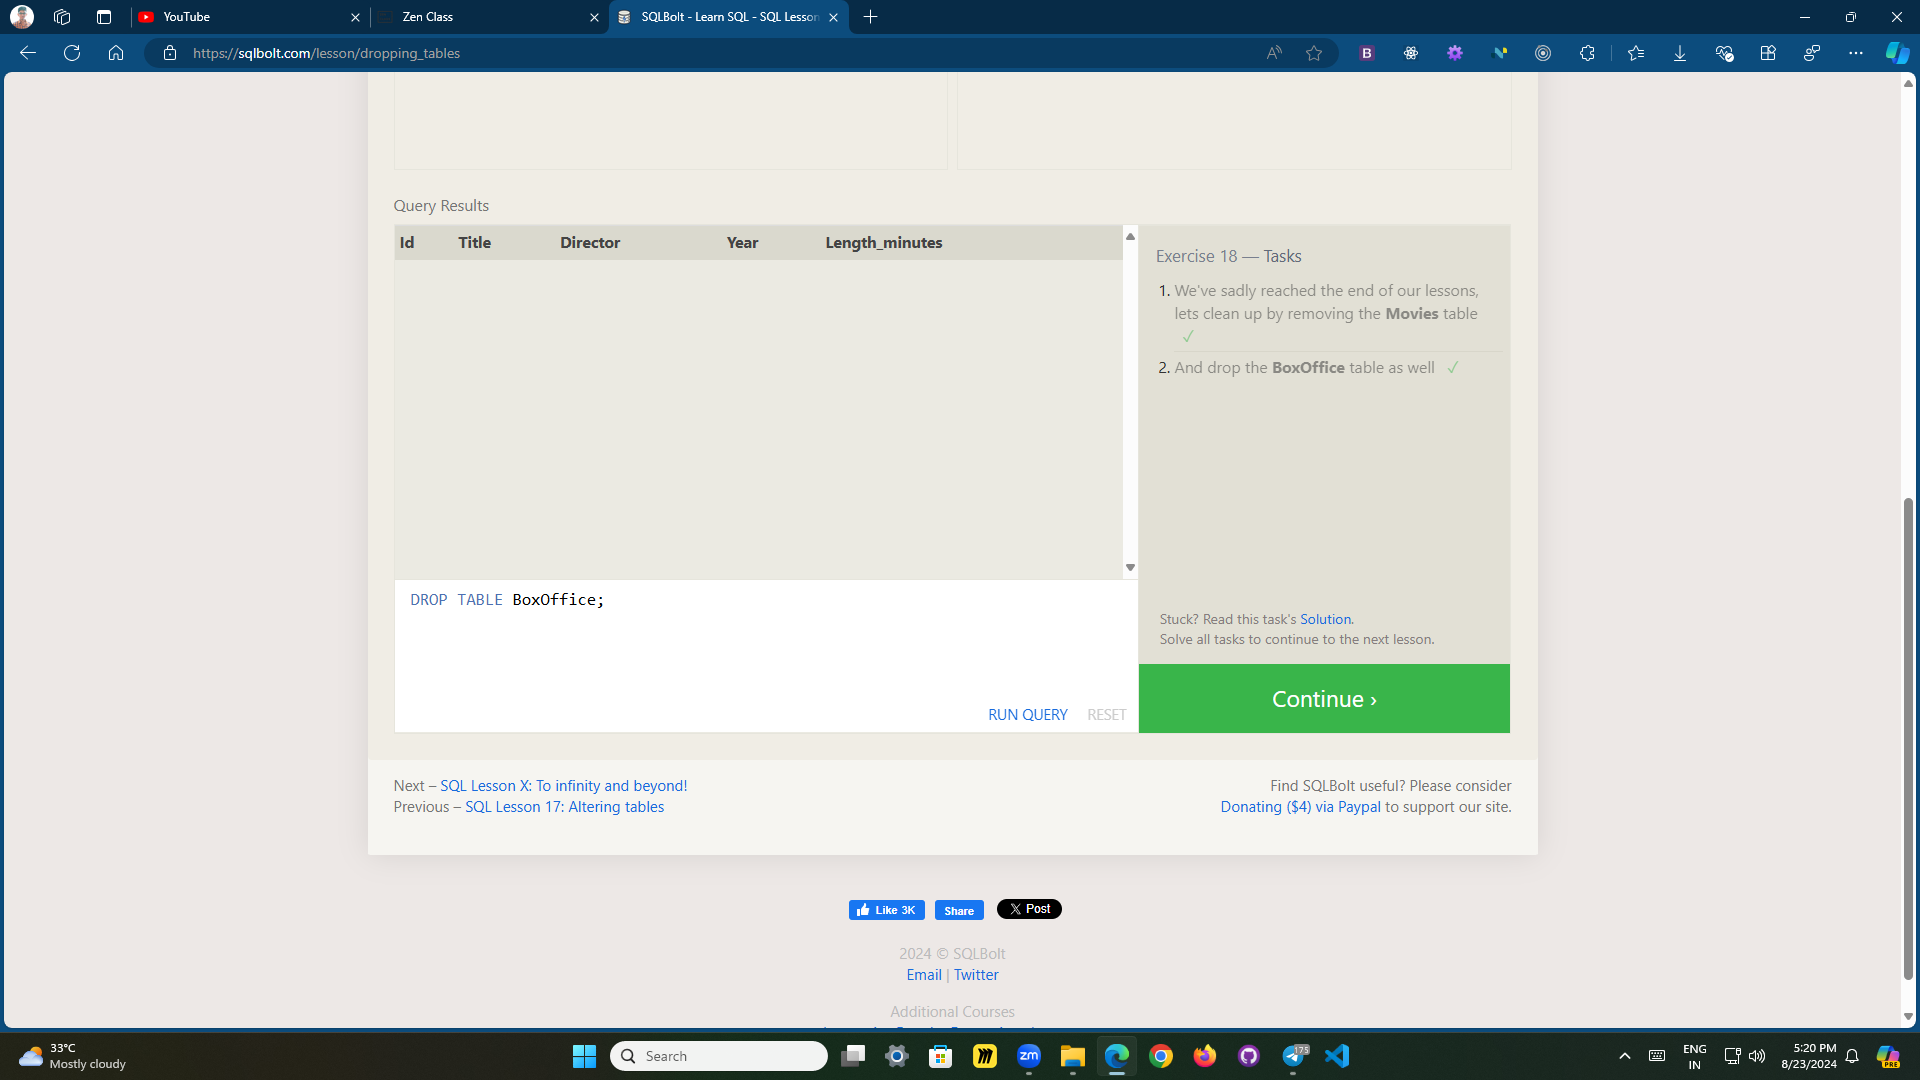 YouTube
Zen Class
SQLBolt - Learn SQL - SQL Lesson
https://sqlbolt.com/lesson/dropping_tables
Query Results
Id Title Director Year Length_minutes
Exercise 18 — Tasks
1. We've sadly reached the end of our lessons,
lets clean up by removing the Movies table
✓
2. And drop the BoxOffice table as well ✓
DROP TABLE BoxOffice;
Stuck? Read this task's Solution.
Solve all tasks to continue to the next lesson.
RUN QUERY RESET
Continue ›
Next – SQL Lesson X: To infinity and beyond!
Previous – SQL Lesson 17: Altering tables
Find SQLBolt useful? Please consider
Donating ($4) via Paypal to support our site.
Like 3K Share X Post
2024 © SQLBolt
Email | Twitter
Additional Courses
33°C
Mostly cloudy
Search
zm
175
ENG
IN
5:20 PM
8/23/2024
PRE